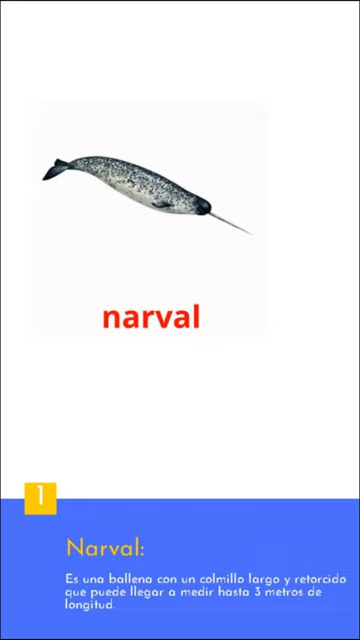 narval
1
Narval:
Es una ballena con un colmillo largo y retorcido
que puede llegar a medir hasta 3 metros de
longitud.